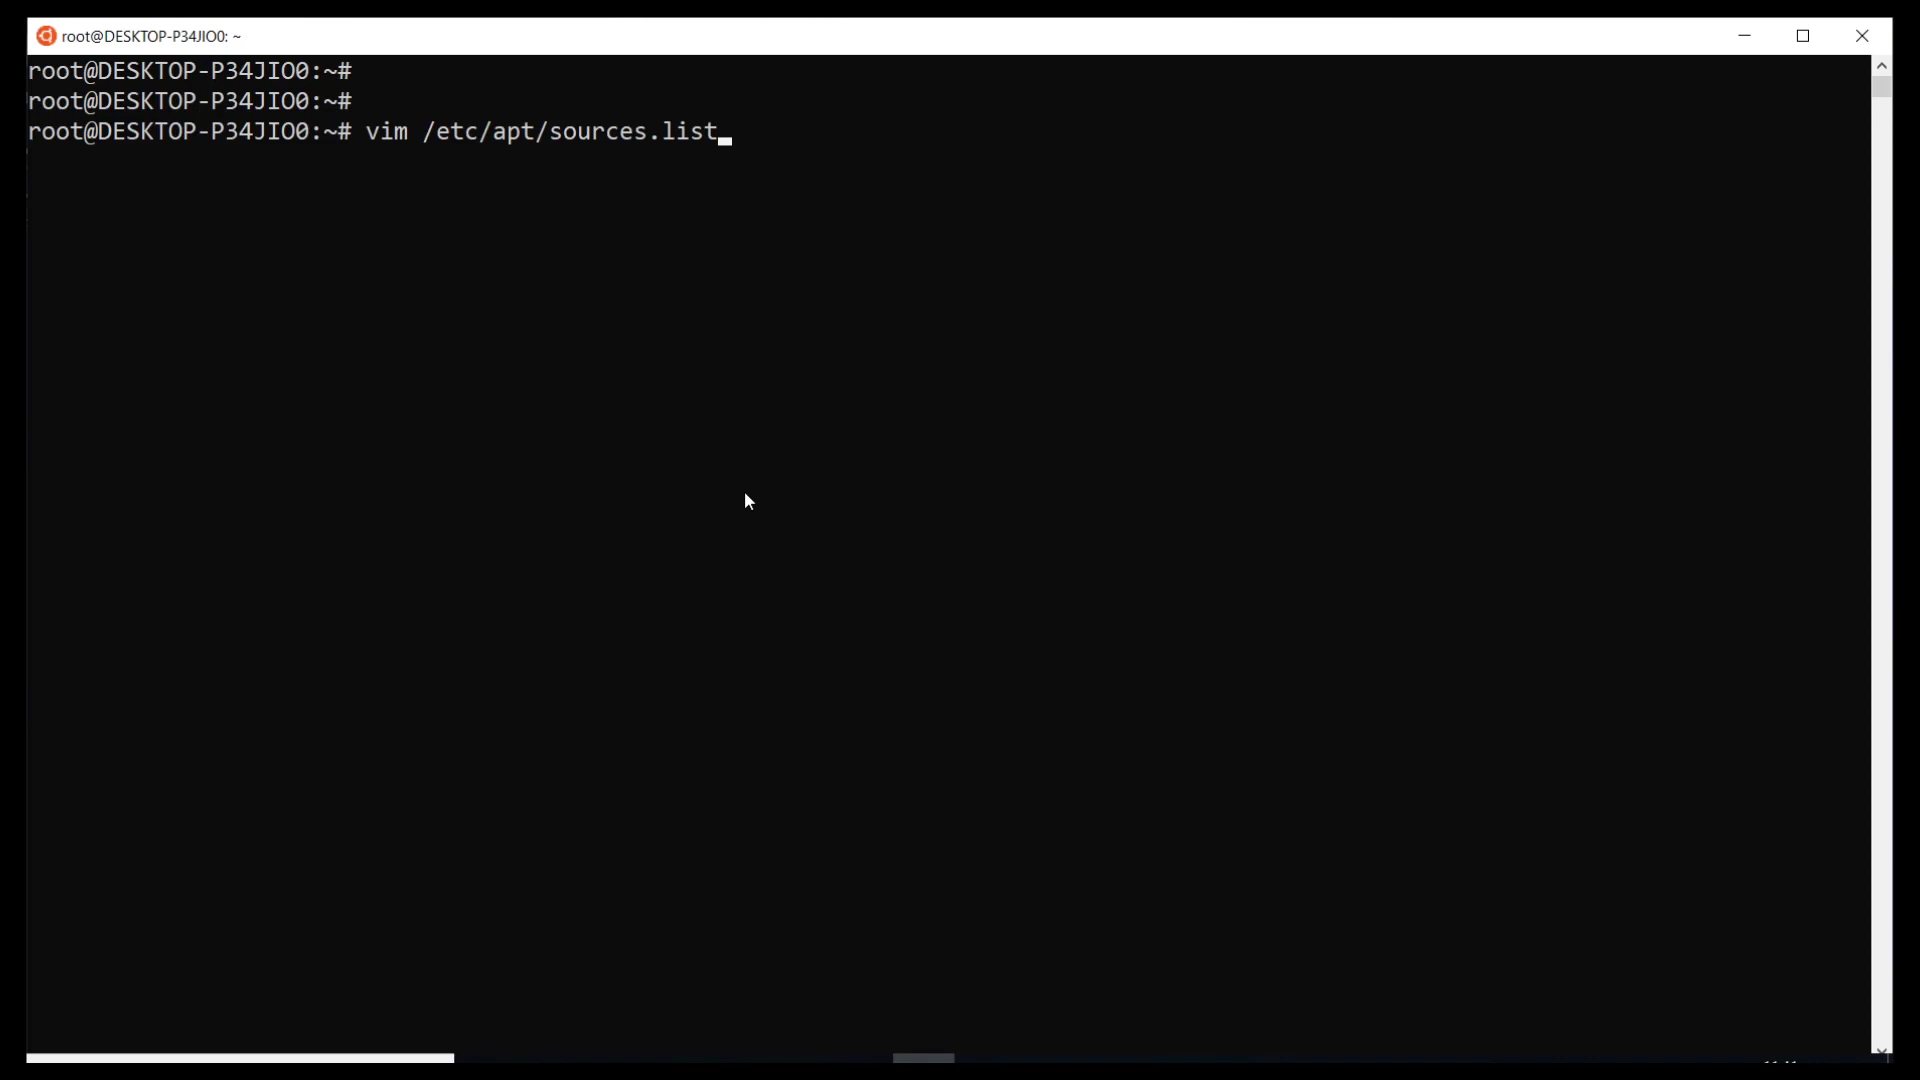 root@DESKTOP-P34JIO0: ~
root@DESKTOP-P34JIO0:~#
root@DESKTOP-P34JIO0:~#
root@DESKTOP-P34JIO0:~# vim /etc/apt/sources.list